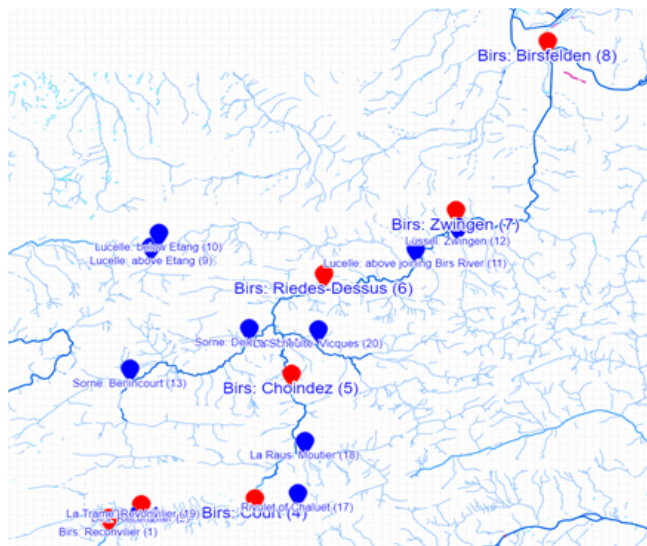 Birs: Birsfelden (8)
Birs: Zwingen (7)
Lüssel: Zwingen (12)
Lucelle: below Etang (10)
Lucelle: above Etang (9)
Lucelle: above joining Birs River (11)
Birs: Riedes-Dessus (6)
Sorne:
La Scheulte Vicques (20)
Sorne: Berlincourt (13)
Birs: Choindez (5)
La Raus Moutier (18)
Rivulet of Chaluet (17)
Birs: Court (4)
La Trame Reconvilier (19)
Birs: Reconvilier (1)